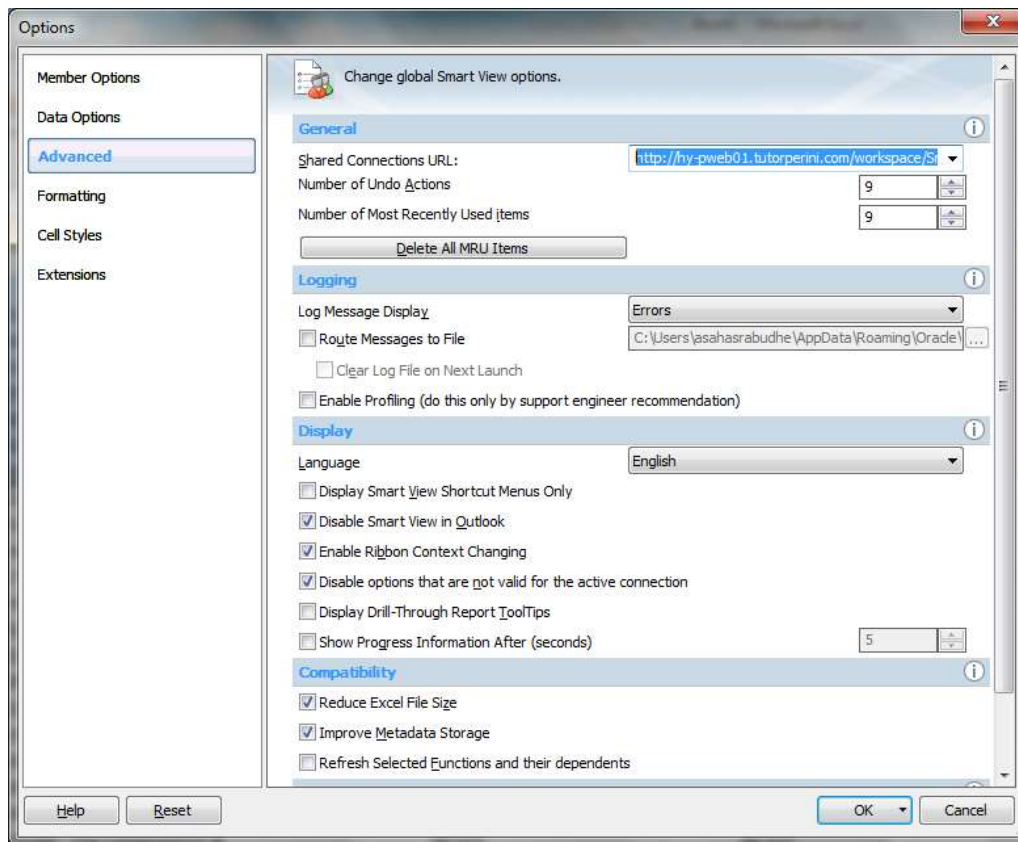 Options
Member Options
Data Options
Advanced
Formatting
Cell Styles
Extensions
Change global Smart View options.
General
Shared Connections URL: http://hy-pweb01.tutorperini.com/workspace/Sr
Number of Undo Actions 9
Number of Most Recently Used items 9
Delete All MRU Items
Logging
Log Message Display Errors
Route Messages to File C:\Users\asahasrabudhe\AppData\Roaming\Oracle\ ...
Clear Log File on Next Launch
Enable Profiling (do this only by support engineer recommendation)
Display
Language English
Display Smart View Shortcut Menus Only
Disable Smart View in Outlook
Enable Ribbon Context Changing
Disable options that are not valid for the active connection
Display Drill-Through Report ToolTips
Show Progress Information After (seconds) 5
Compatibility
Reduce Excel File Size
Improve Metadata Storage
Refresh Selected Functions and their dependents
Help Reset OK Cancel